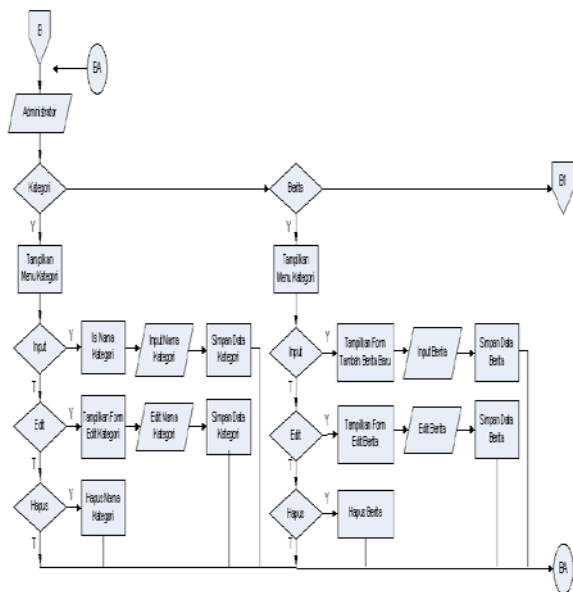 B
BA
Administrator
Kategori
Berita
B1
Y
Y
Tampilkan
Menu Kategori
Tampilkan
Menu Kategori
Input
Y
Isi Nama
Kategori
Input Nama
Kategori
Simpan Data
Kategori
Input
Y
Tampilkan Form
Tambah Berita Baru
Input Berita
Simpan Data
Berita
T
T
Edit
Y
Tampilkan Form
Edit Kategori
Edit Nama
Kategori
Simpan Data
Kategori
Edit
Y
Tampilkan Form
Edit Berita
Edit Berita
Simpan Data
Berita
T
T
Hapus
Y
Hapus Nama
Kategori
Hapus
Y
Hapus Berita
T
T
BA